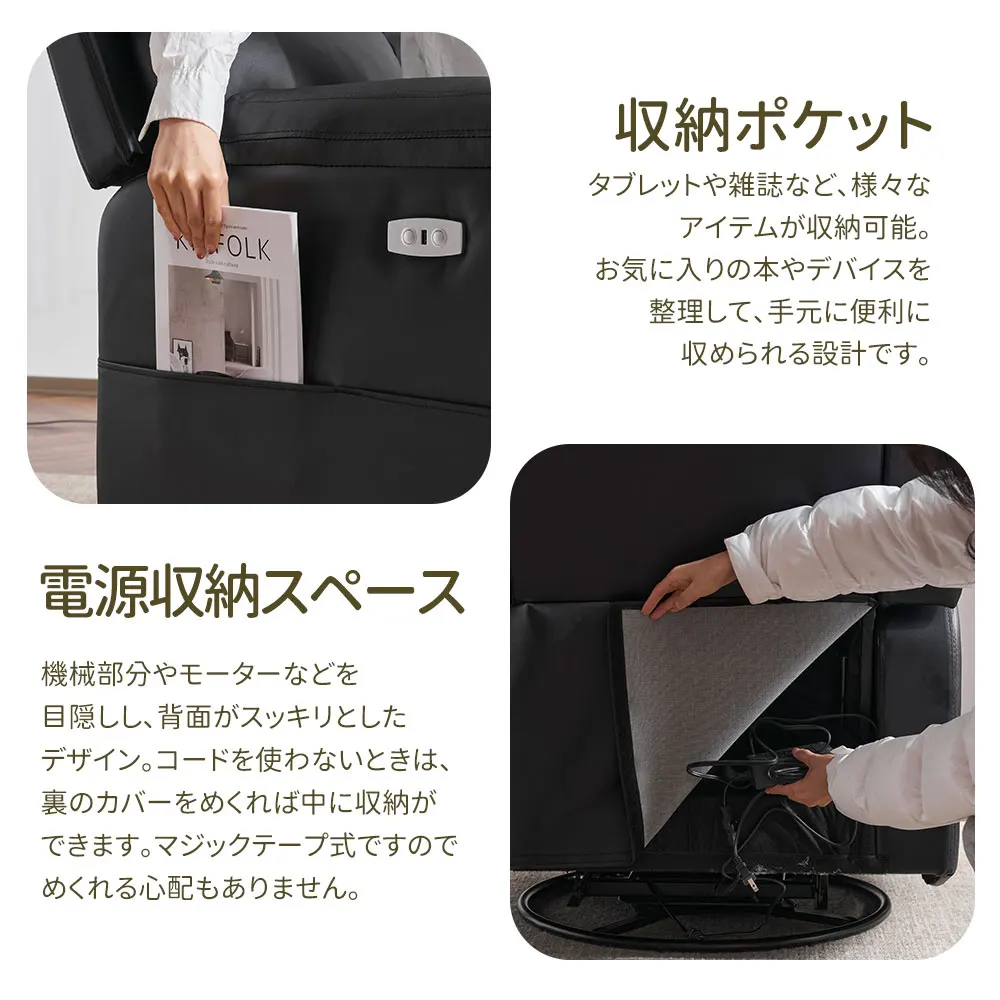 収納ポケット
タブレットや雑誌など、様々な
アイテムが収納可能。
お気に入りの本やデバイスを
整理して、手元に便利に
収められる設計です。
OLK
電源収納スペース
機械部分やモーターなどを
目隠しし、背面がスッキリとした
デザイン。コードを使わないときは、
裏のカバーをめくれば中に収納が
できます。マジックテープ式ですので
めくれる心配もありません。